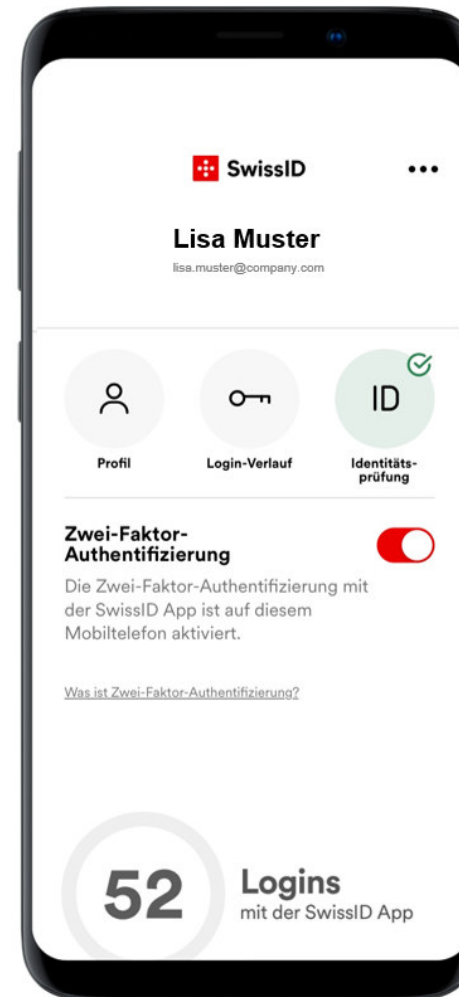 SwissID
Lisa Muster
lisa.muster@company.com
Profil
Login-Verlauf
Identitäts-
prüfung
ID
Zwei-Faktor-
Authentifizierung
Die Zwei-Faktor-Authentifizierung mit
der SwissID App ist auf diesem
Mobiltelefon aktiviert.
Was ist Zwei-Faktor-Authentifizierung?
52
Logins
mit der SwissID App